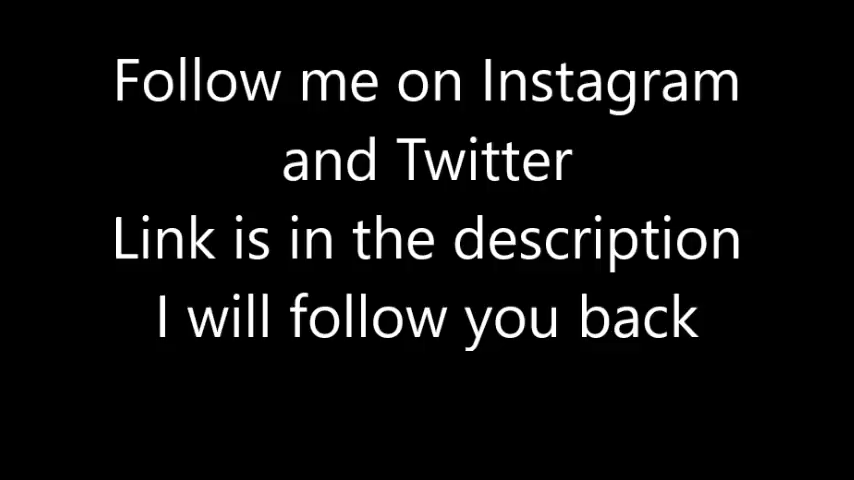 Follow me on Instagram
and Twitter
Link is in the description
I will follow you back